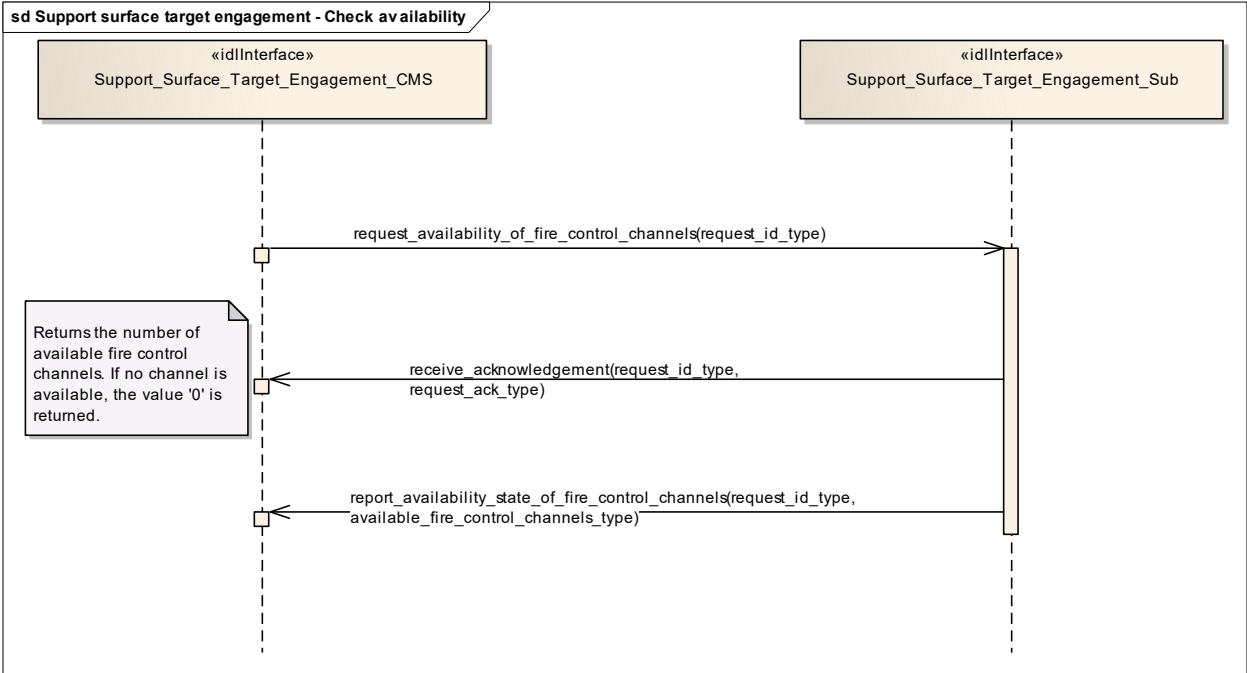 sd Support surface target engagement - Check availability
«idlInterface»
Support_Surface_Target_Engagement_CMS
«idlInterface»
Support_Surface_Target_Engagement_Sub
request_availability_of_fire_control_channels(request_id_type)
Returns the number of
available fire control
channels. If no channel is
available, the value '0' is
returned.
receive_acknowledgement(request_id_type,
request_ack_type)
report_availability_state_of_fire_control_channels(request_id_type,
available_fire_control_channels_type)